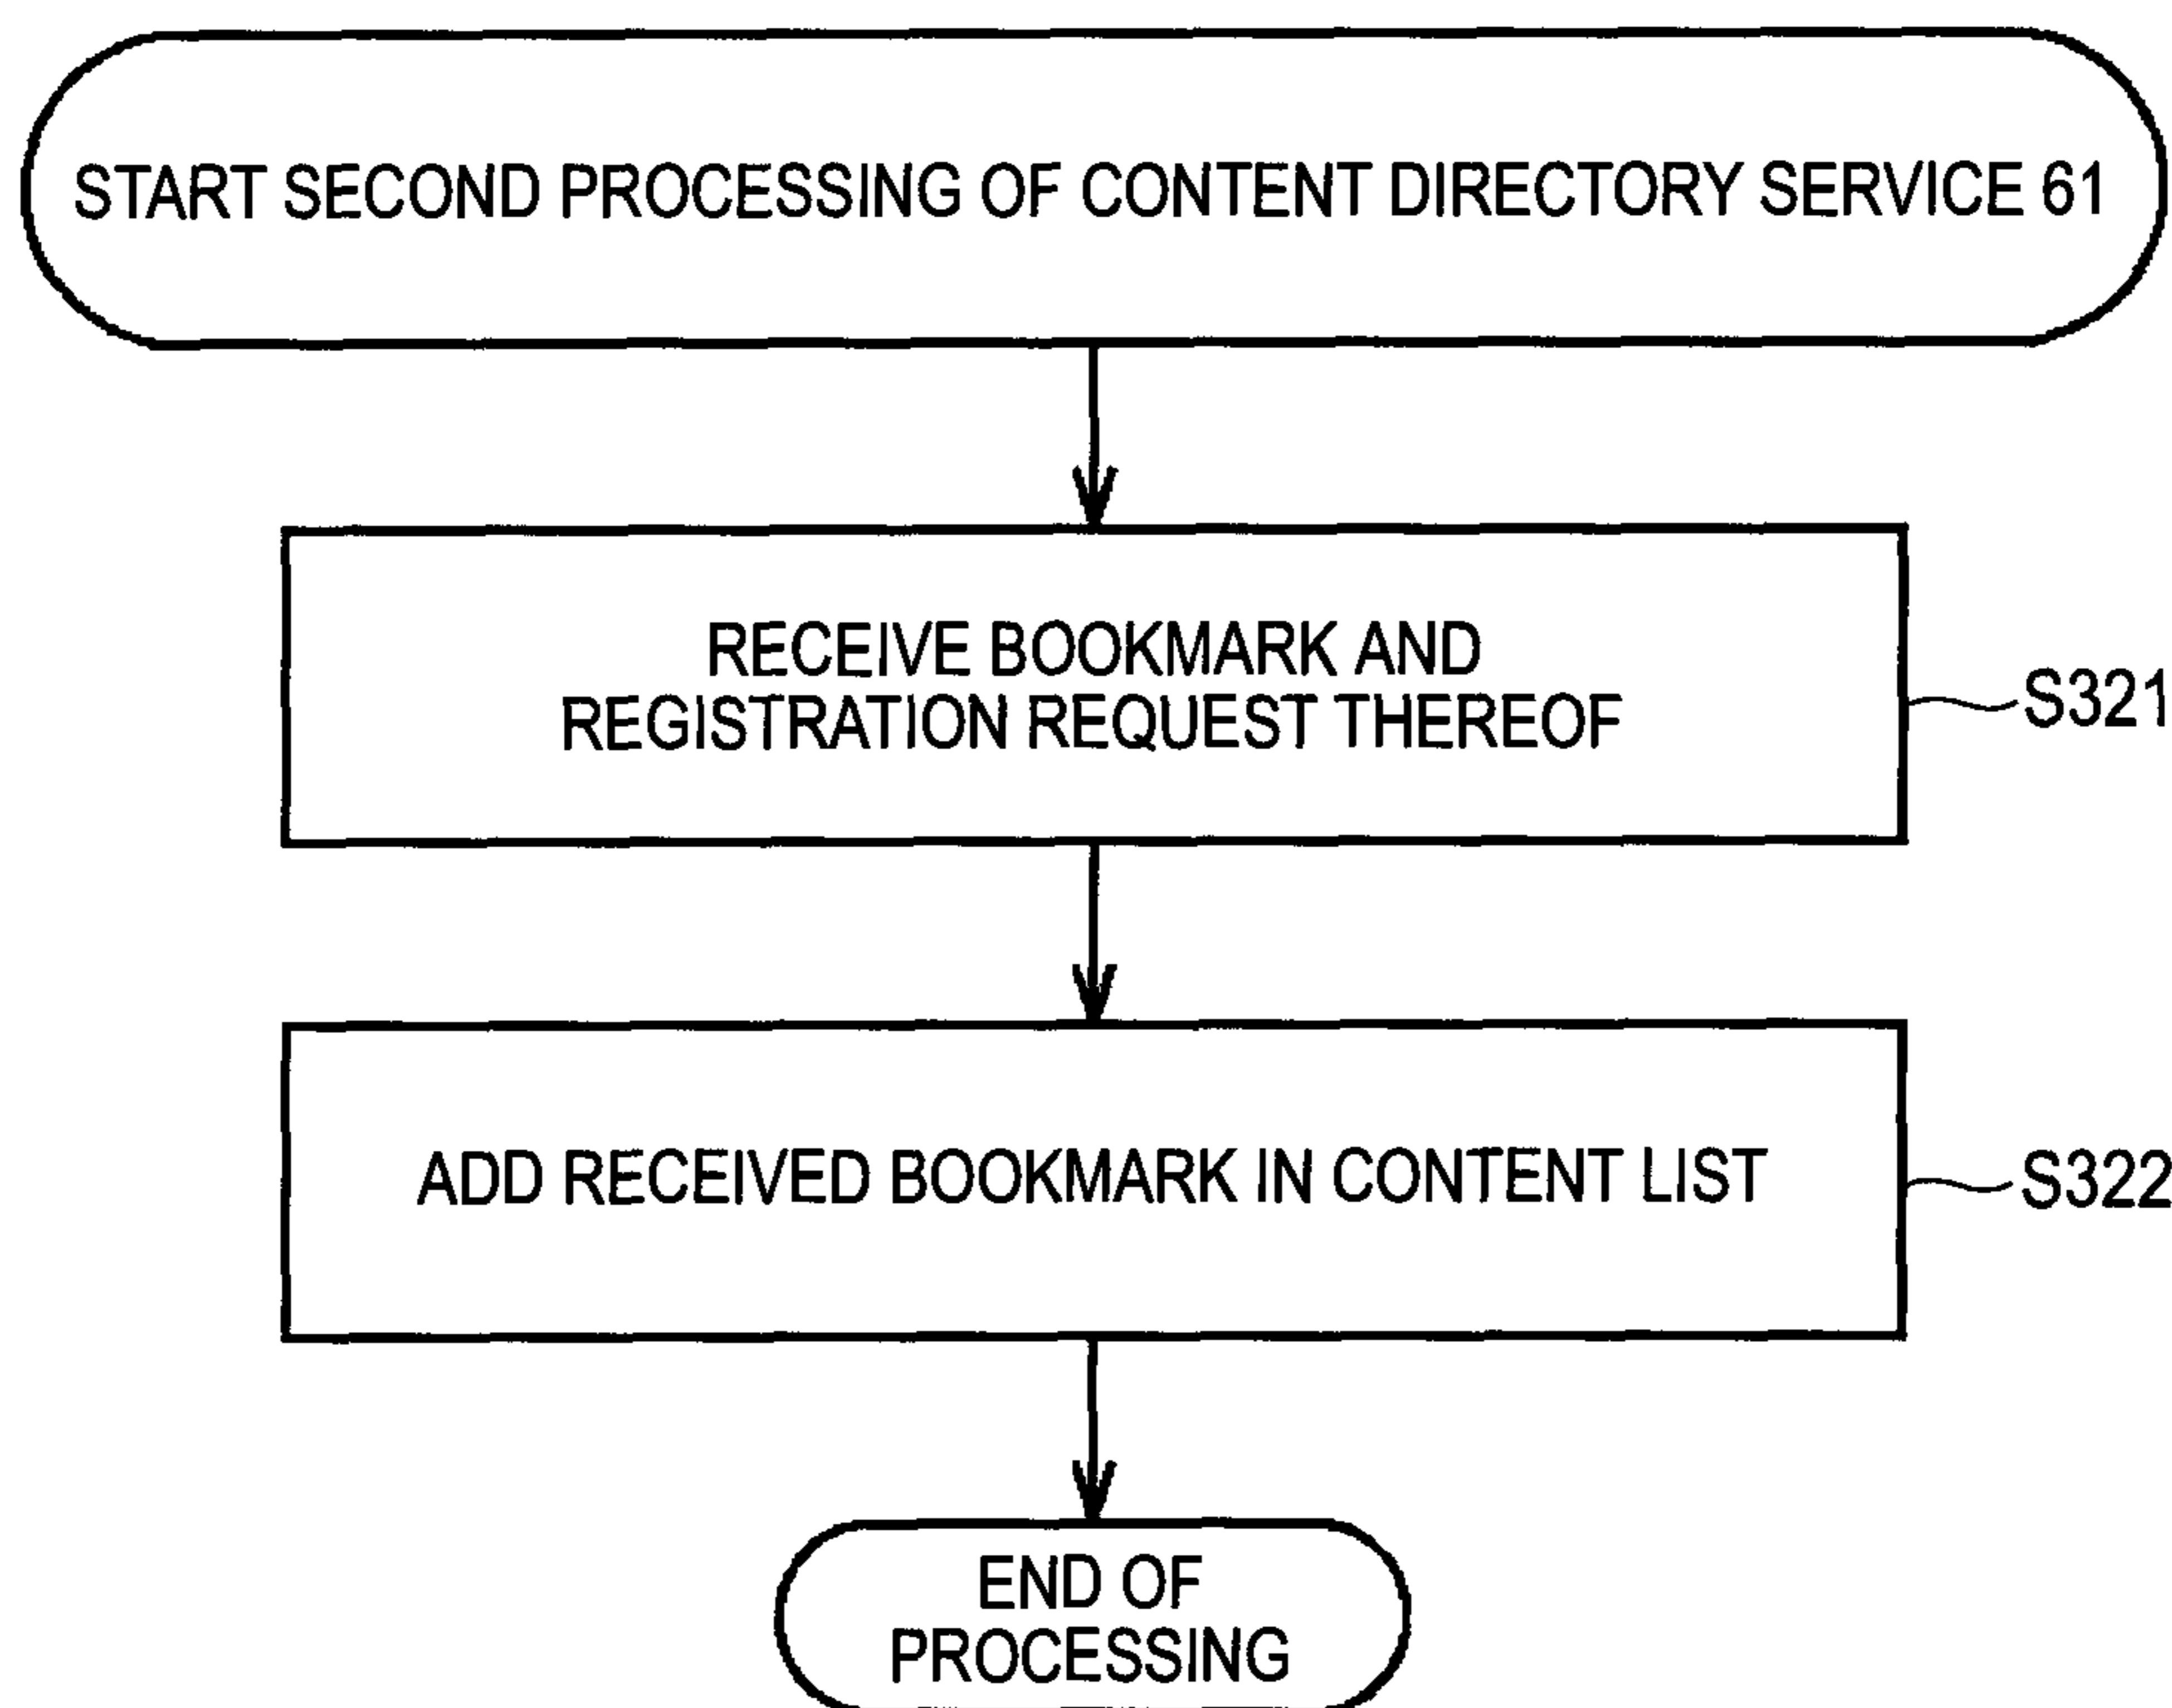 START SECOND PROCESSING OF CONTENT DIRECTORY SERVICE 61
RECEIVE BOOKMARK AND
REGISTRATION REQUEST THEREOF
S321
ADD RECEIVED BOOKMARK IN CONTENT LIST
S322
END OF
PROCESSING